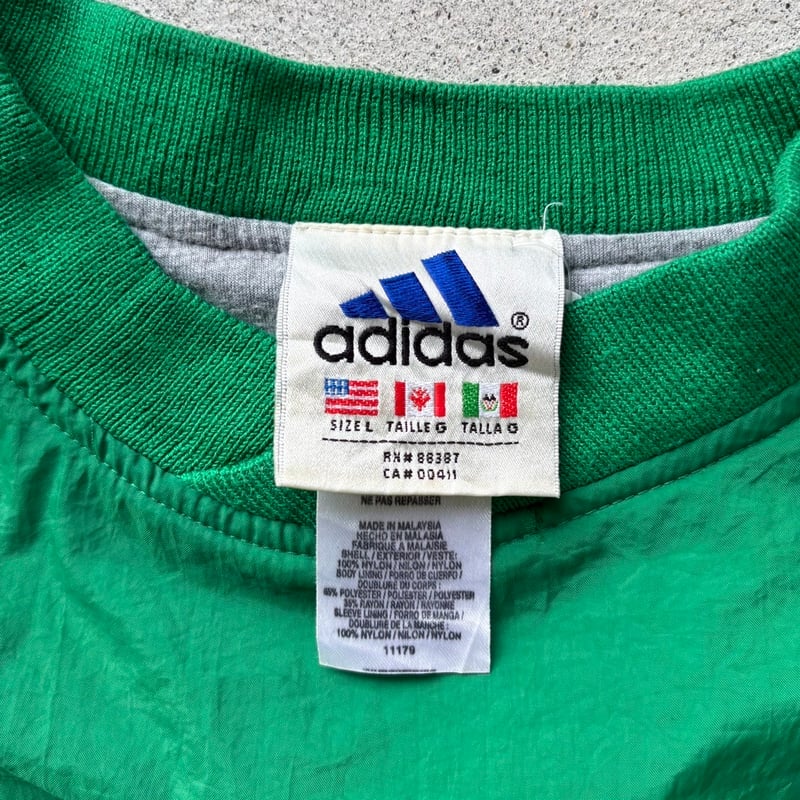 adidas®
SIZE L TAILLE G TALLA G
RN# 88387
CA# 00411
NE PAS REPASSER
MADE IN MALAYSIA
HECHO EN MALASIA
FABRIQUE A MALAISIE
SHELL / EXTERIOR / VESTE:
100% NYLON / NILON / NYLON
BODY LINING / FORRO DE CUERPO /
DOUBLURE DU CORPS :
65% POLYESTER / POLIESTER / POLYESTER
35% RAYON / RAYON / RAYONNE
SLEEVE LINING / FORRO DE MANGA /
DOUBLURE DE LA MANCHE :
100% NYLON / NILON / NYLON
11179